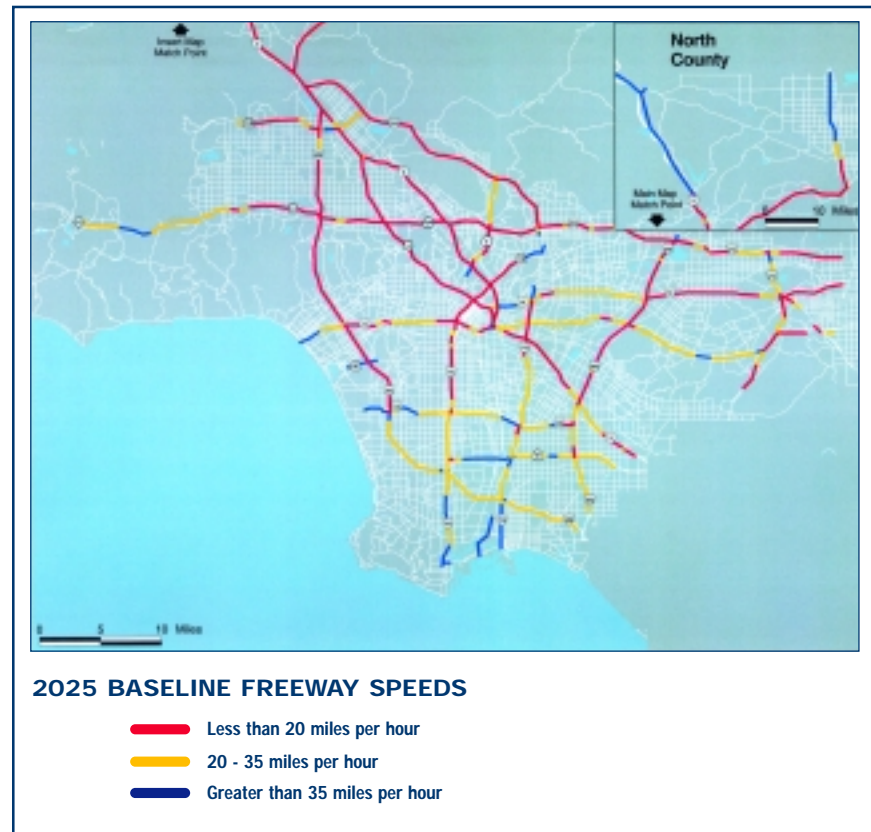 Insert Map
Match Point
North
County
Main Map
Match Point
0 10 Miles
0 5 10 Miles
2025 BASELINE FREEWAY SPEEDS
Less than 20 miles per hour
20 - 35 miles per hour
Greater than 35 miles per hour